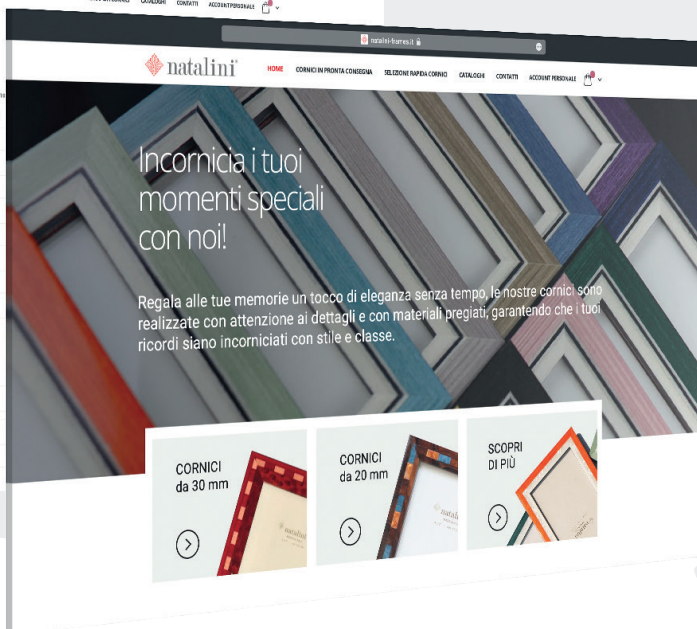 CATALOGHI CONTATTI ACCOUNT PERSONALE
natalini-frames.it
natalini
HOME CORNICI IN PRONTA CONSEGNA SELEZIONE RAPIDA CORNICI CATALOGHI CONTATTI ACCOUNT PERSONALE
Incornicia i tuoi
momenti speciali
con noi!
Regala alle tue memorie un tocco di eleganza senza tempo, le nostre cornici sono
realizzate con attenzione ai dettagli e con materiali pregiati, garantendo che i tuoi
ricordi siano incorniciati con stile e classe.
CORNICI
da 30 mm
CORNICI
da 20 mm
SCOPRI
DI PIÙ